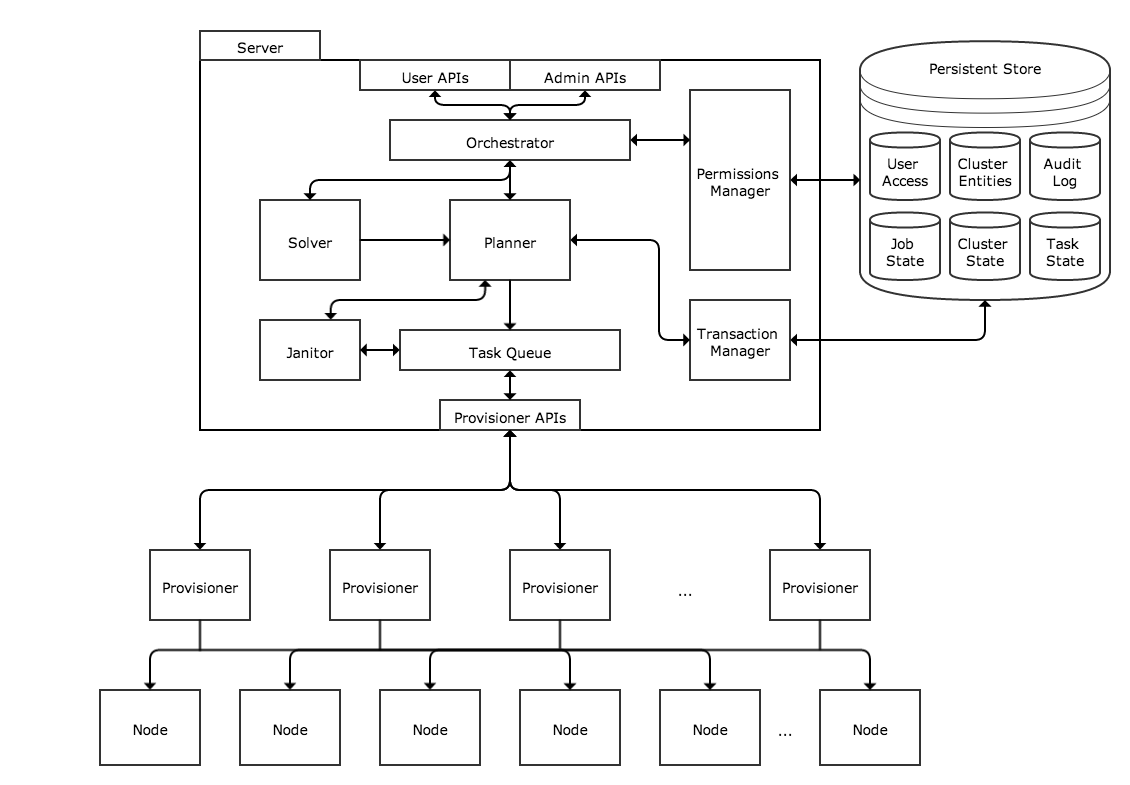 Server
User APIs
Admin APIs
Persistent Store
Orchestrator
Permissions
Manager
User
Access
Cluster
Entities
Audit
Log
Solver
Planner
Job
State
Cluster
State
Task
State
Janitor
Task Queue
Transaction
Manager
Provisioner APIs
Provisioner
Provisioner
Provisioner
...
Provisioner
Node
Node
Node
Node
Node
...
Node